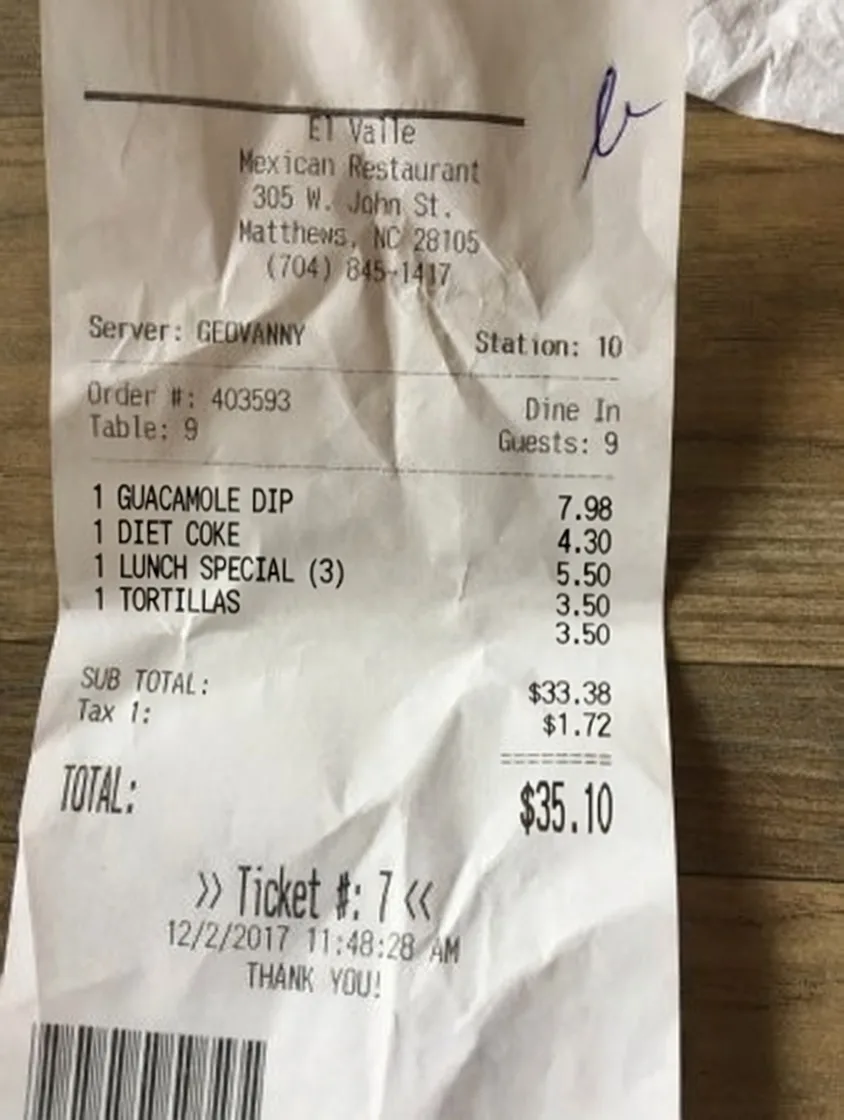 El Valle
Mexican Restaurant
305 W. John St.
Matthews, NC 28105
(704) 845-1417
Server: GEOVANNY Station: 10
Order #: 403593 Dine In
Table: 9 Guests: 9
1 GUACAMOLE DIP 7.98
1 DIET COKE 4.30
1 LUNCH SPECIAL (3) 5.50
1 TORTILLAS 3.50
3.50
SUB TOTAL: $33.38
Tax 1: $1.72
TOTAL: $35.10
>> Ticket #: 7 <<
12/2/2017 11:48:28 AM
THANK YOU!